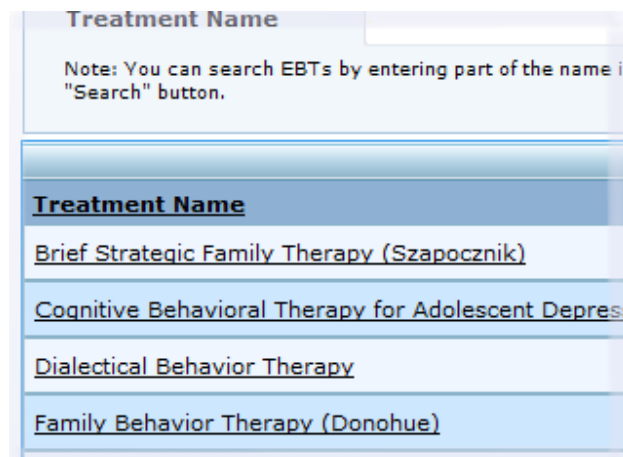 Treatment Name
Note: You can search EBTs by entering part of the name
"Search" button.
Treatment Name
Brief Strategic Family Therapy (Szapocznik)
Cognitive Behavioral Therapy for Adolescent Depres
Dialectical Behavior Therapy
Family Behavior Therapy (Donohue)